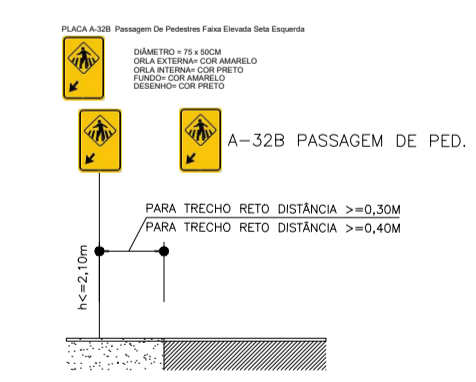 PLACA A-32B Passagem De Pedestres Faixa Elevada Seta Esquerda
DIÂMETRO = 75 x 50CM
ORLA EXTERNA= COR AMARELO
ORLA INTERNA= COR PRETO
FUNDO= COR AMARELO
DESENHO= COR PRETO
A-32B PASSAGEM DE PED.
PARA TRECHO RETO DISTÂNCIA >=0,30M
PARA TRECHO RETO DISTÂNCIA >=0,40M
h<=2,10m